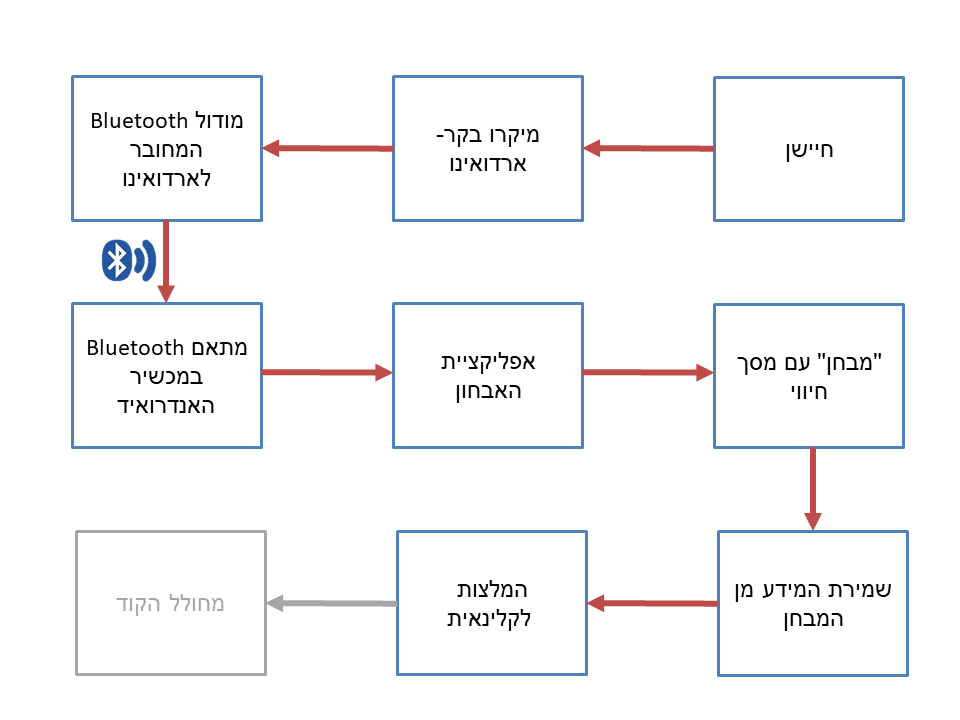 חיישן
מיקרו בקר-
ארדואינו
מודול Bluetooth
המחובר
לארדואינו
מתאם Bluetooth
במכשיר
האנדרואיד
אפליקציית
האבחון
"מבחן" עם מסך
חיווי
שמירת המידע מן
המבחן
המלצות
לקלינאית
מחולל הקוד